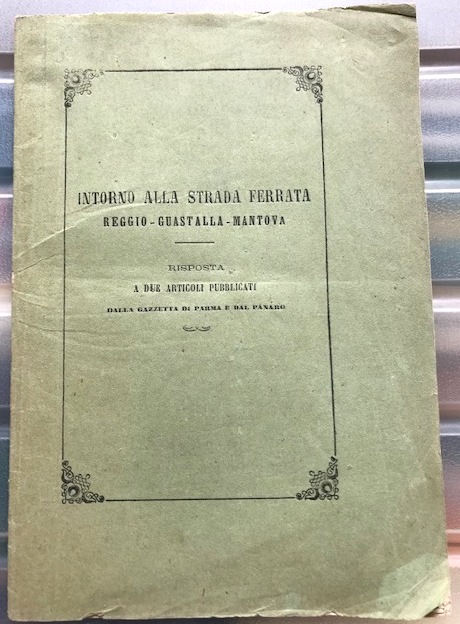 INTORNO ALLA STRADA FERRATA
REGGIO - GUASTALLA - MANTOVA
RISPOSTA
A DUE ARTICOLI PUBBLICATI
DALLA GAZZETTA DI PARMA E DAL PANARO